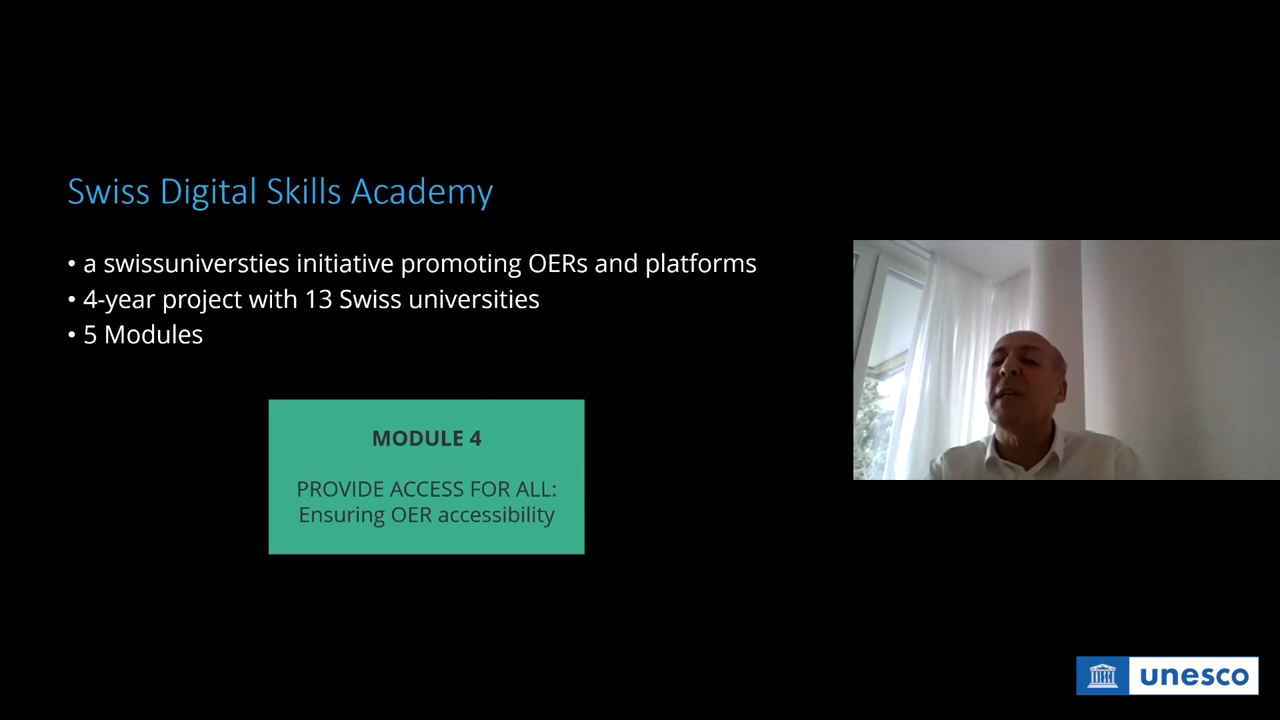 Swiss Digital Skills Academy
• a swissuniversties initiative promoting OERs and platforms
• 4-year project with 13 Swiss universities
• 5 Modules
MODULE 4
PROVIDE ACCESS FOR ALL:
Ensuring OER accessibility
unesco